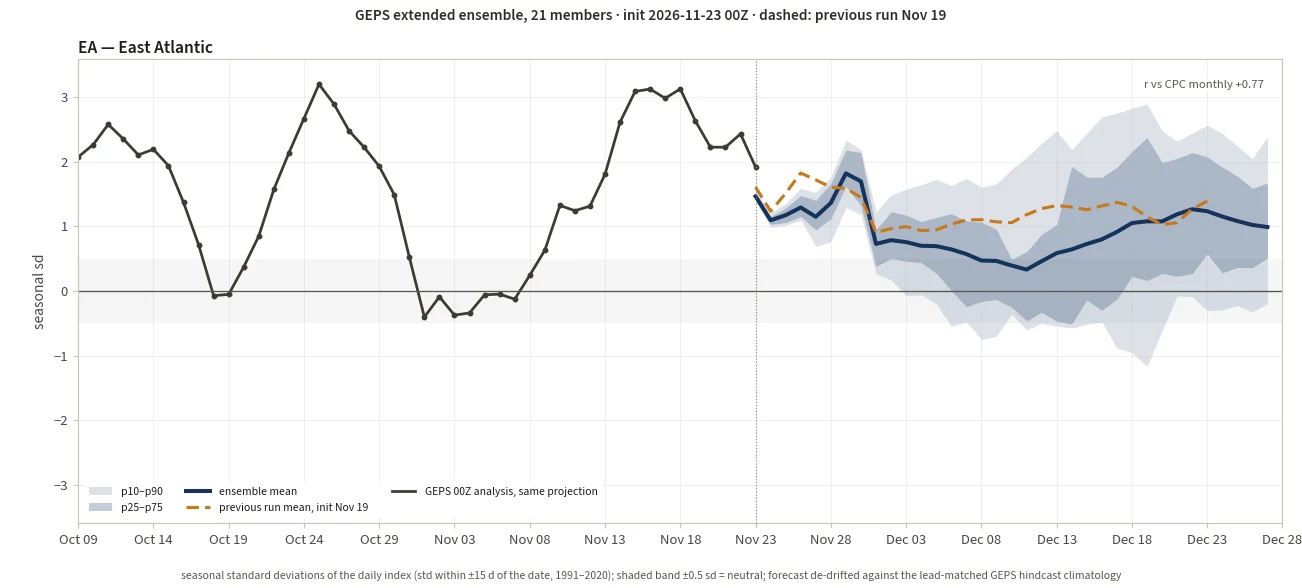 GEPS extended ensemble, 21 members · init 2026-11-23 00Z · dashed: previous run Nov 19
EA — East Atlantic
r vs CPC monthly +0.77
seasonal sd
3
2
1
0
−1
−2
−3
p10–p90
ensemble mean
GEPS 00Z analysis, same projection
p25–p75
previous run mean, init Nov 19
Oct 09
Oct 14
Oct 19
Oct 24
Oct 29
Nov 03
Nov 08
Nov 13
Nov 18
Nov 23
Nov 28
Dec 03
Dec 08
Dec 13
Dec 18
Dec 23
Dec 28
seasonal standard deviations of the daily index (std within ±15 d of the date, 1991–2020); shaded band ±0.5 sd = neutral; forecast de-drifted against the lead-matched GEPS hindcast climatology